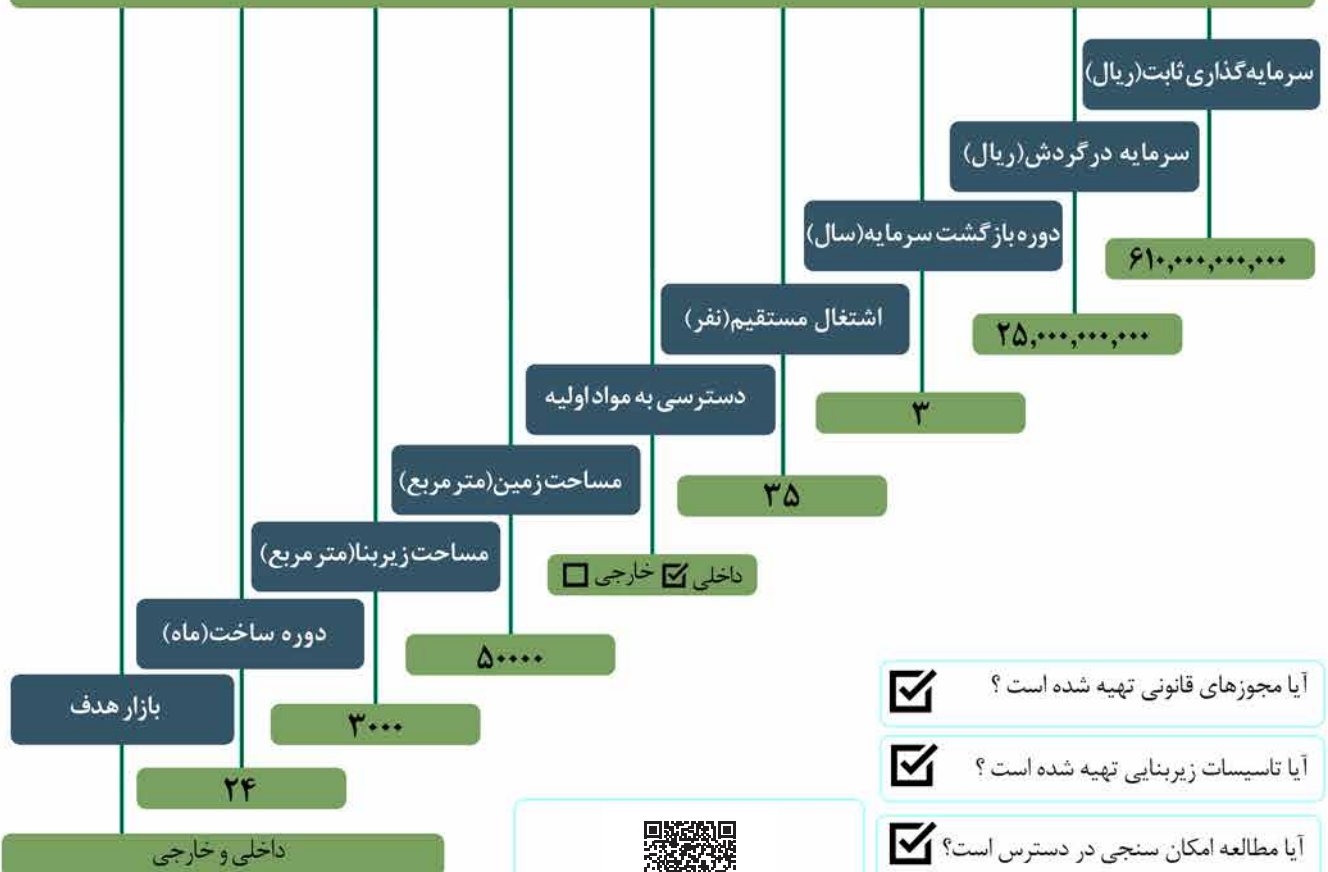 سرمایه‌گذاری ثابت(ریال)
۶۱۰,۰۰۰,۰۰۰,۰۰۰
سرمایه در گردش(ریال)
۲۵,۰۰۰,۰۰۰,۰۰۰
دوره بازگشت سرمایه(سال)
۳
اشتغال مستقیم(نفر)
۳۵
دسترسی به مواد اولیه
داخلی ☑ خارجی ☐
مساحت زمین(متر مربع)
۵۰۰۰۰
مساحت زیربنا(متر مربع)
۳۰۰۰
دوره ساخت(ماه)
۲۴
بازار هدف
داخلی و خارجی
آیا مجوزهای قانونی تهیه شده است ؟ ☑
آیا تاسیسات زیربنایی تهیه شده است ؟ ☑
آیا مطالعه امکان سنجی در دسترس است؟ ☑